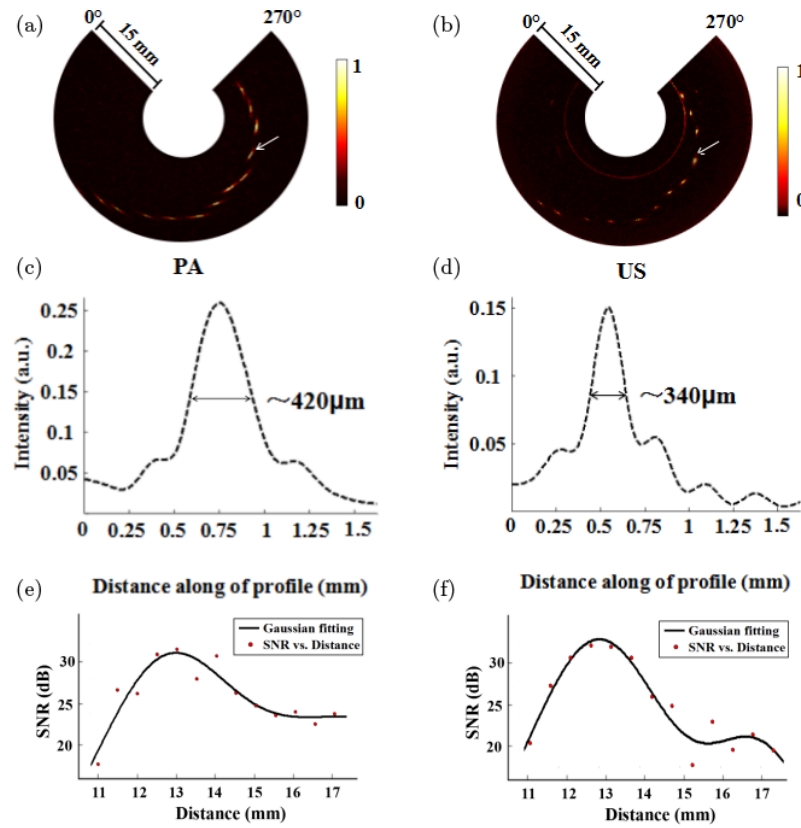 (a)
0°
270°
15 mm
1
0
(b)
0°
270°
15 mm
1
0
(c)
PA
0.25
0.2
0.15
0.1
0.05
Intensity (a.u.)
~420μm
0 0.25 0.5 0.75 1 1.25 1.5
Distance along of profile (mm)
(d)
US
0.15
0.1
0.05
Intensity (a.u.)
~340μm
0 0.25 0.5 0.75 1 1.25 1.5
Distance along of profile (mm)
(e)
Gaussian fitting
SNR vs. Distance
30
25
20
SNR (dB)
11 12 13 14 15 16 17
Distance (mm)
(f)
Gaussian fitting
SNR vs. Distance
30
25
20
SNR (dB)
11 12 13 14 15 16 17
Distance (mm)